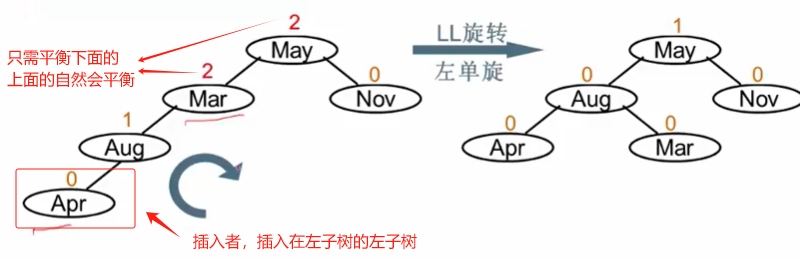 只需平衡下面的
上面的自然会平衡
2
May
2
Mar
0
Nov
1
Aug
0
Apr
插入者，插入在左子树的左子树
LL旋转
左单旋
1
May
0
Aug
0
Nov
0
Apr
0
Mar